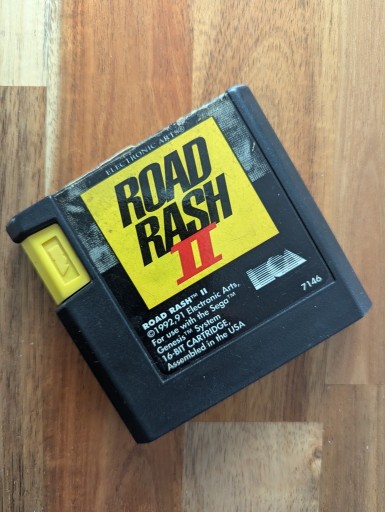 ELECTRONIC ARTS®
ROAD
RASH
II
ROAD RASH™ II
©1992,91 Electronic Arts,
For use with the Sega™
Genesis™ System
16-BIT CARTRIDGE,
Assembled in the USA
EA
7146